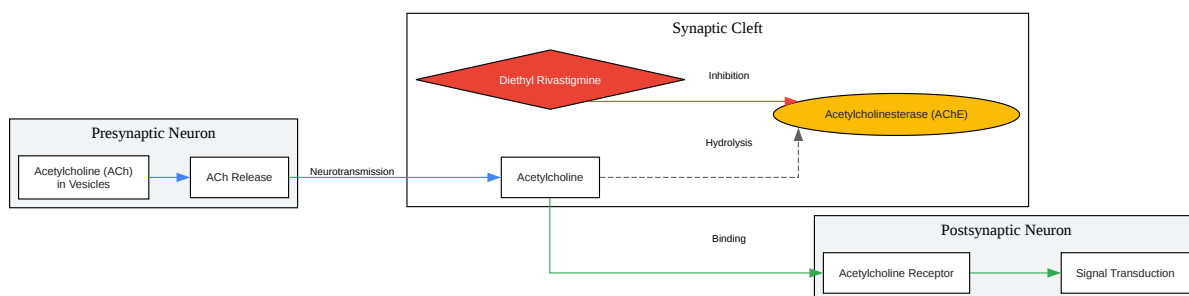 Synaptic Cleft
Diethyl Rivastigmine
Inhibition
Acetylcholinesterase (AChE)
Presynaptic Neuron
Hydrolysis
Acetylcholine (ACh)
in Vesicles
ACh Release
Neurotransmission
Acetylcholine
Postsynaptic Neuron
Binding
Acetylcholine Receptor
Signal Transduction